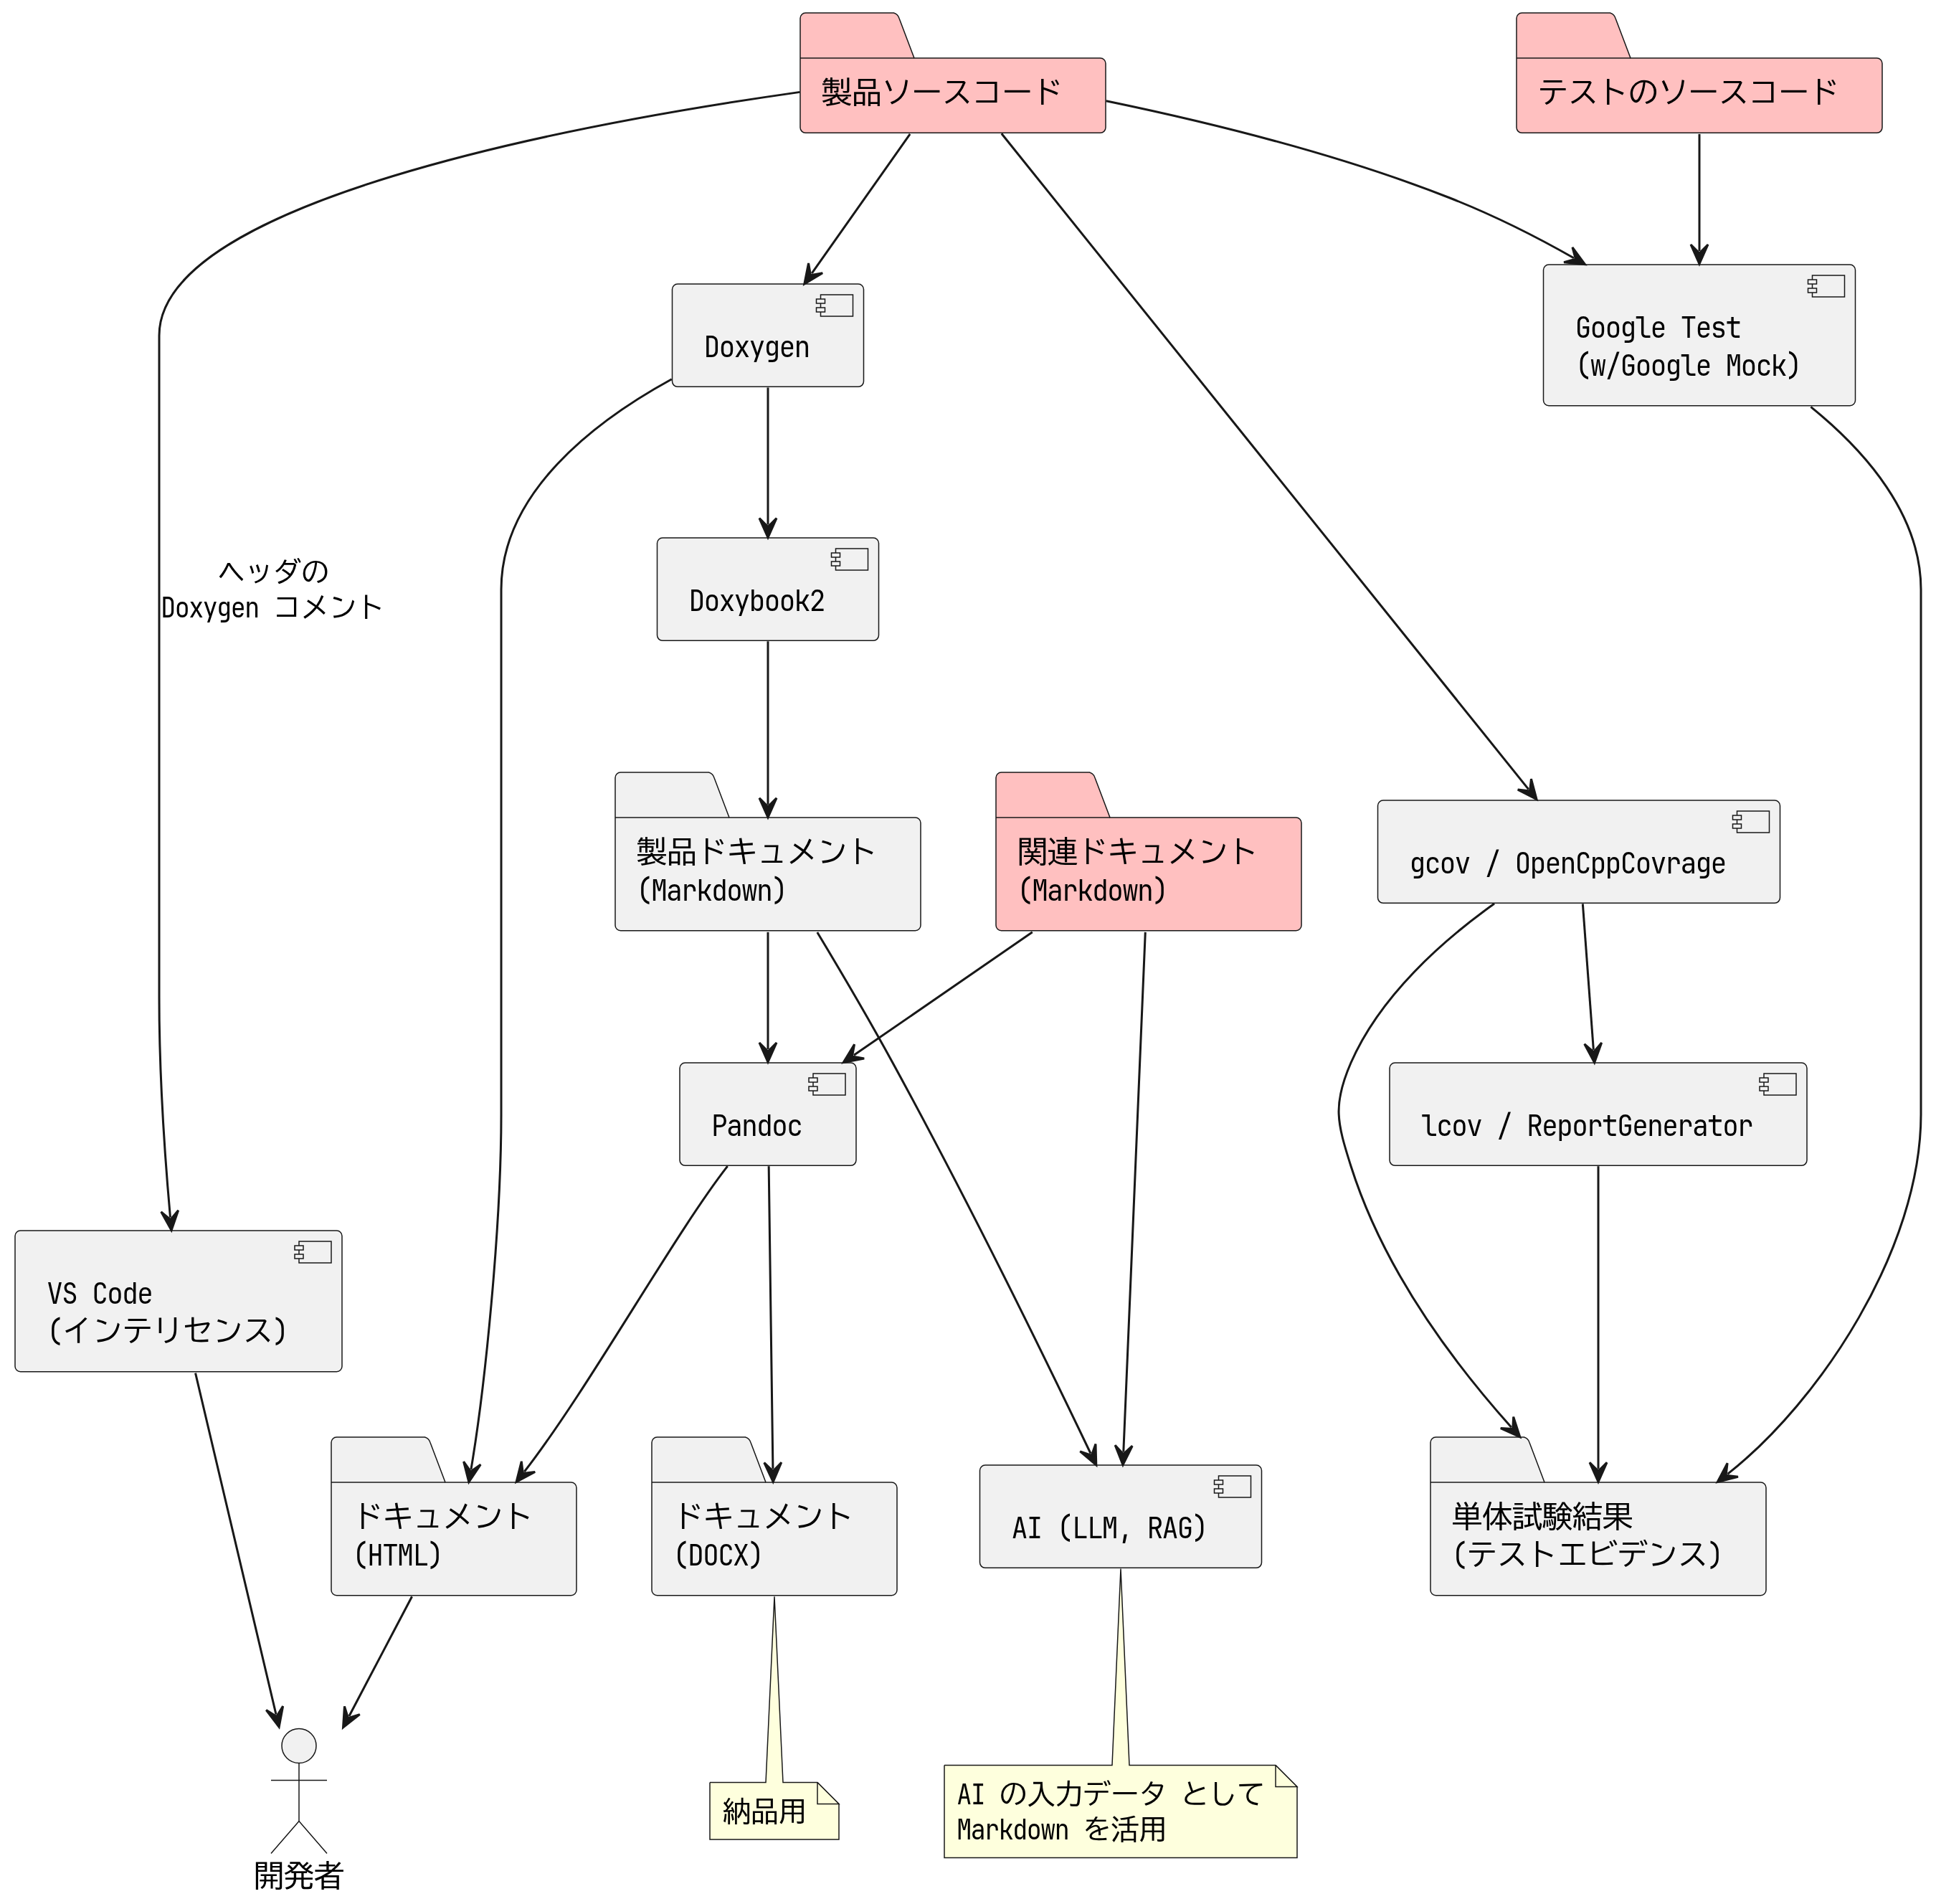 製品ソースコード
テストのソースコード
Doxygen
Google Test
(w/Google Mock)
ヘッダの
Doxygen コメント
Doxybook2
製品ドキュメント
(Markdown)
関連ドキュメント
(Markdown)
gcov / OpenCppCovrage
Pandoc
lcov / ReportGenerator
VS Code
(インテリセンス)
ドキュメント
(HTML)
ドキュメント
(DOCX)
AI (LLM, RAG)
単体試験結果
(テストエビデンス)
納品用
AI の入力データ として
Markdown を活用
開発者